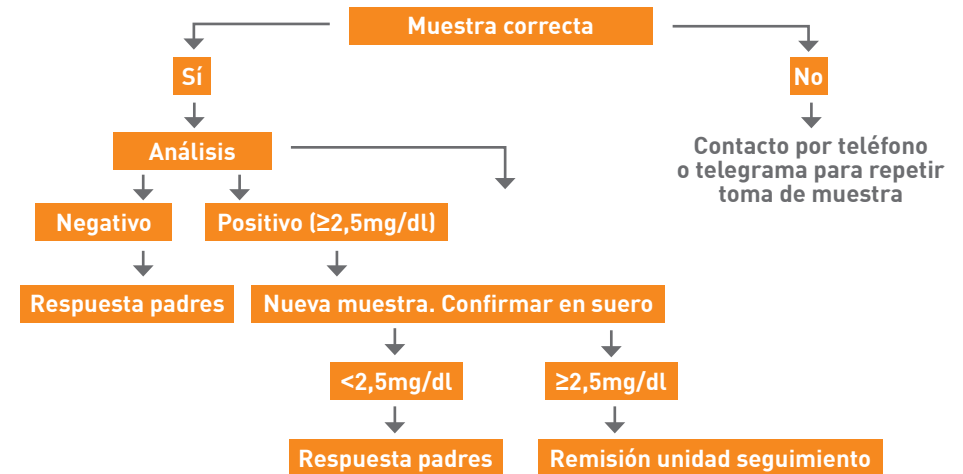 Muestra correcta
Sí
No
Análisis
Contacto por teléfono
o telegrama para repetir
toma de muestra
Negativo
Positivo (≥2,5mg/dl)
Respuesta padres
Nueva muestra. Confirmar en suero
<2,5mg/dl
≥2,5mg/dl
Respuesta padres
Remisión unidad seguimiento